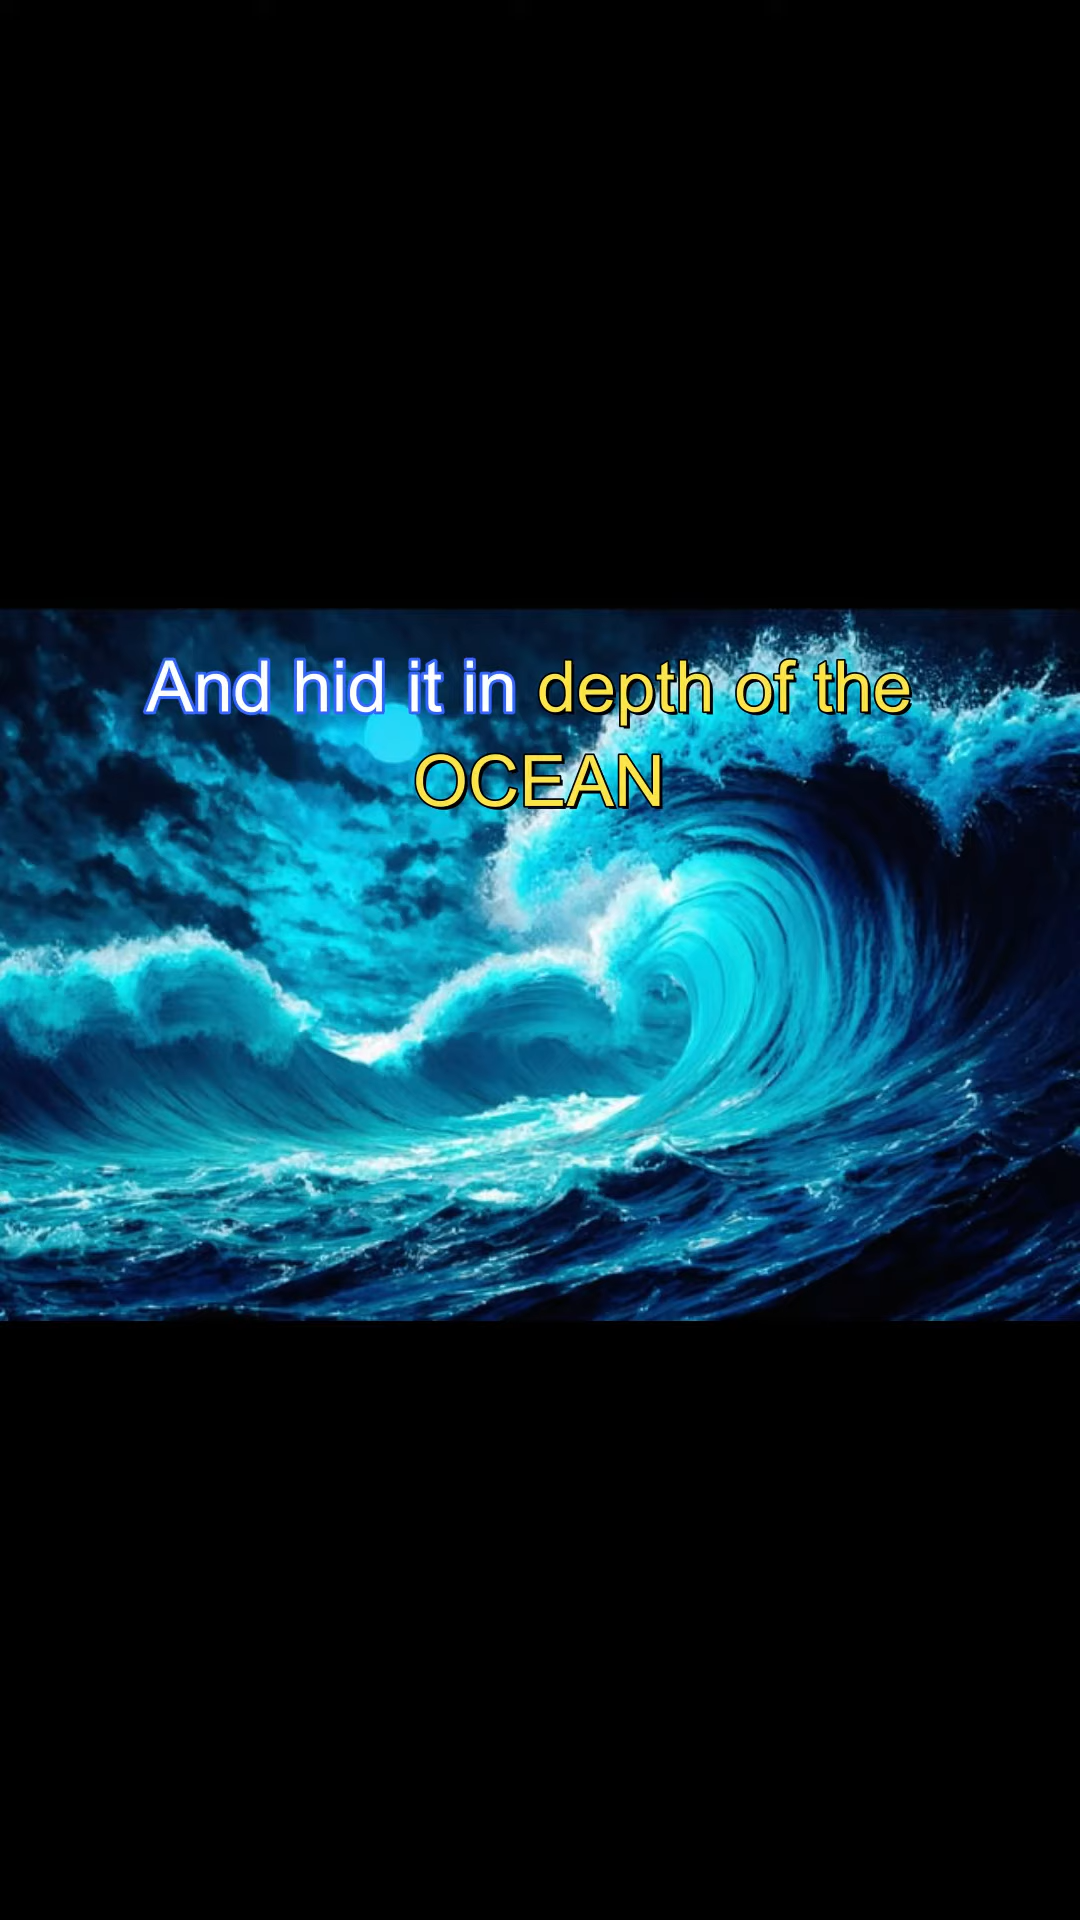 And hid it in depth of the
OCEAN